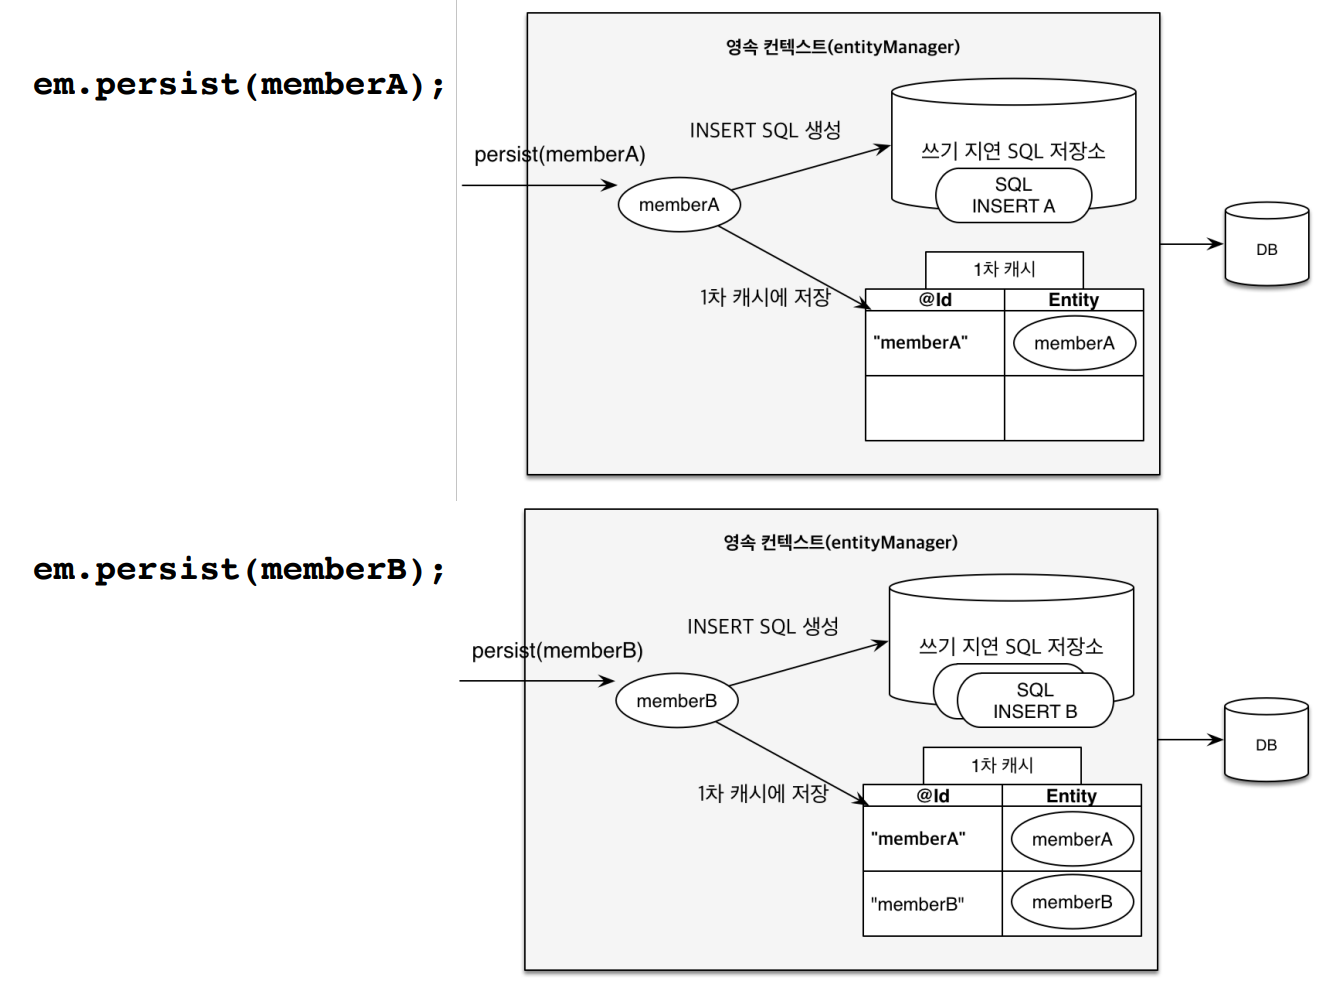 em.persist(memberA);
영속 컨텍스트(entityManager)
INSERT SQL 생성
persist(memberA)
memberA
쓰기 지연 SQL 저장소
SQL
INSERT A
DB
1차 캐시에 저장
1차 캐시
@Id Entity
"memberA" memberA
em.persist(memberB);
영속 컨텍스트(entityManager)
INSERT SQL 생성
persist(memberB)
memberB
쓰기 지연 SQL 저장소
SQL
INSERT B
DB
1차 캐시에 저장
1차 캐시
@Id Entity
"memberA" memberA
"memberB" memberB